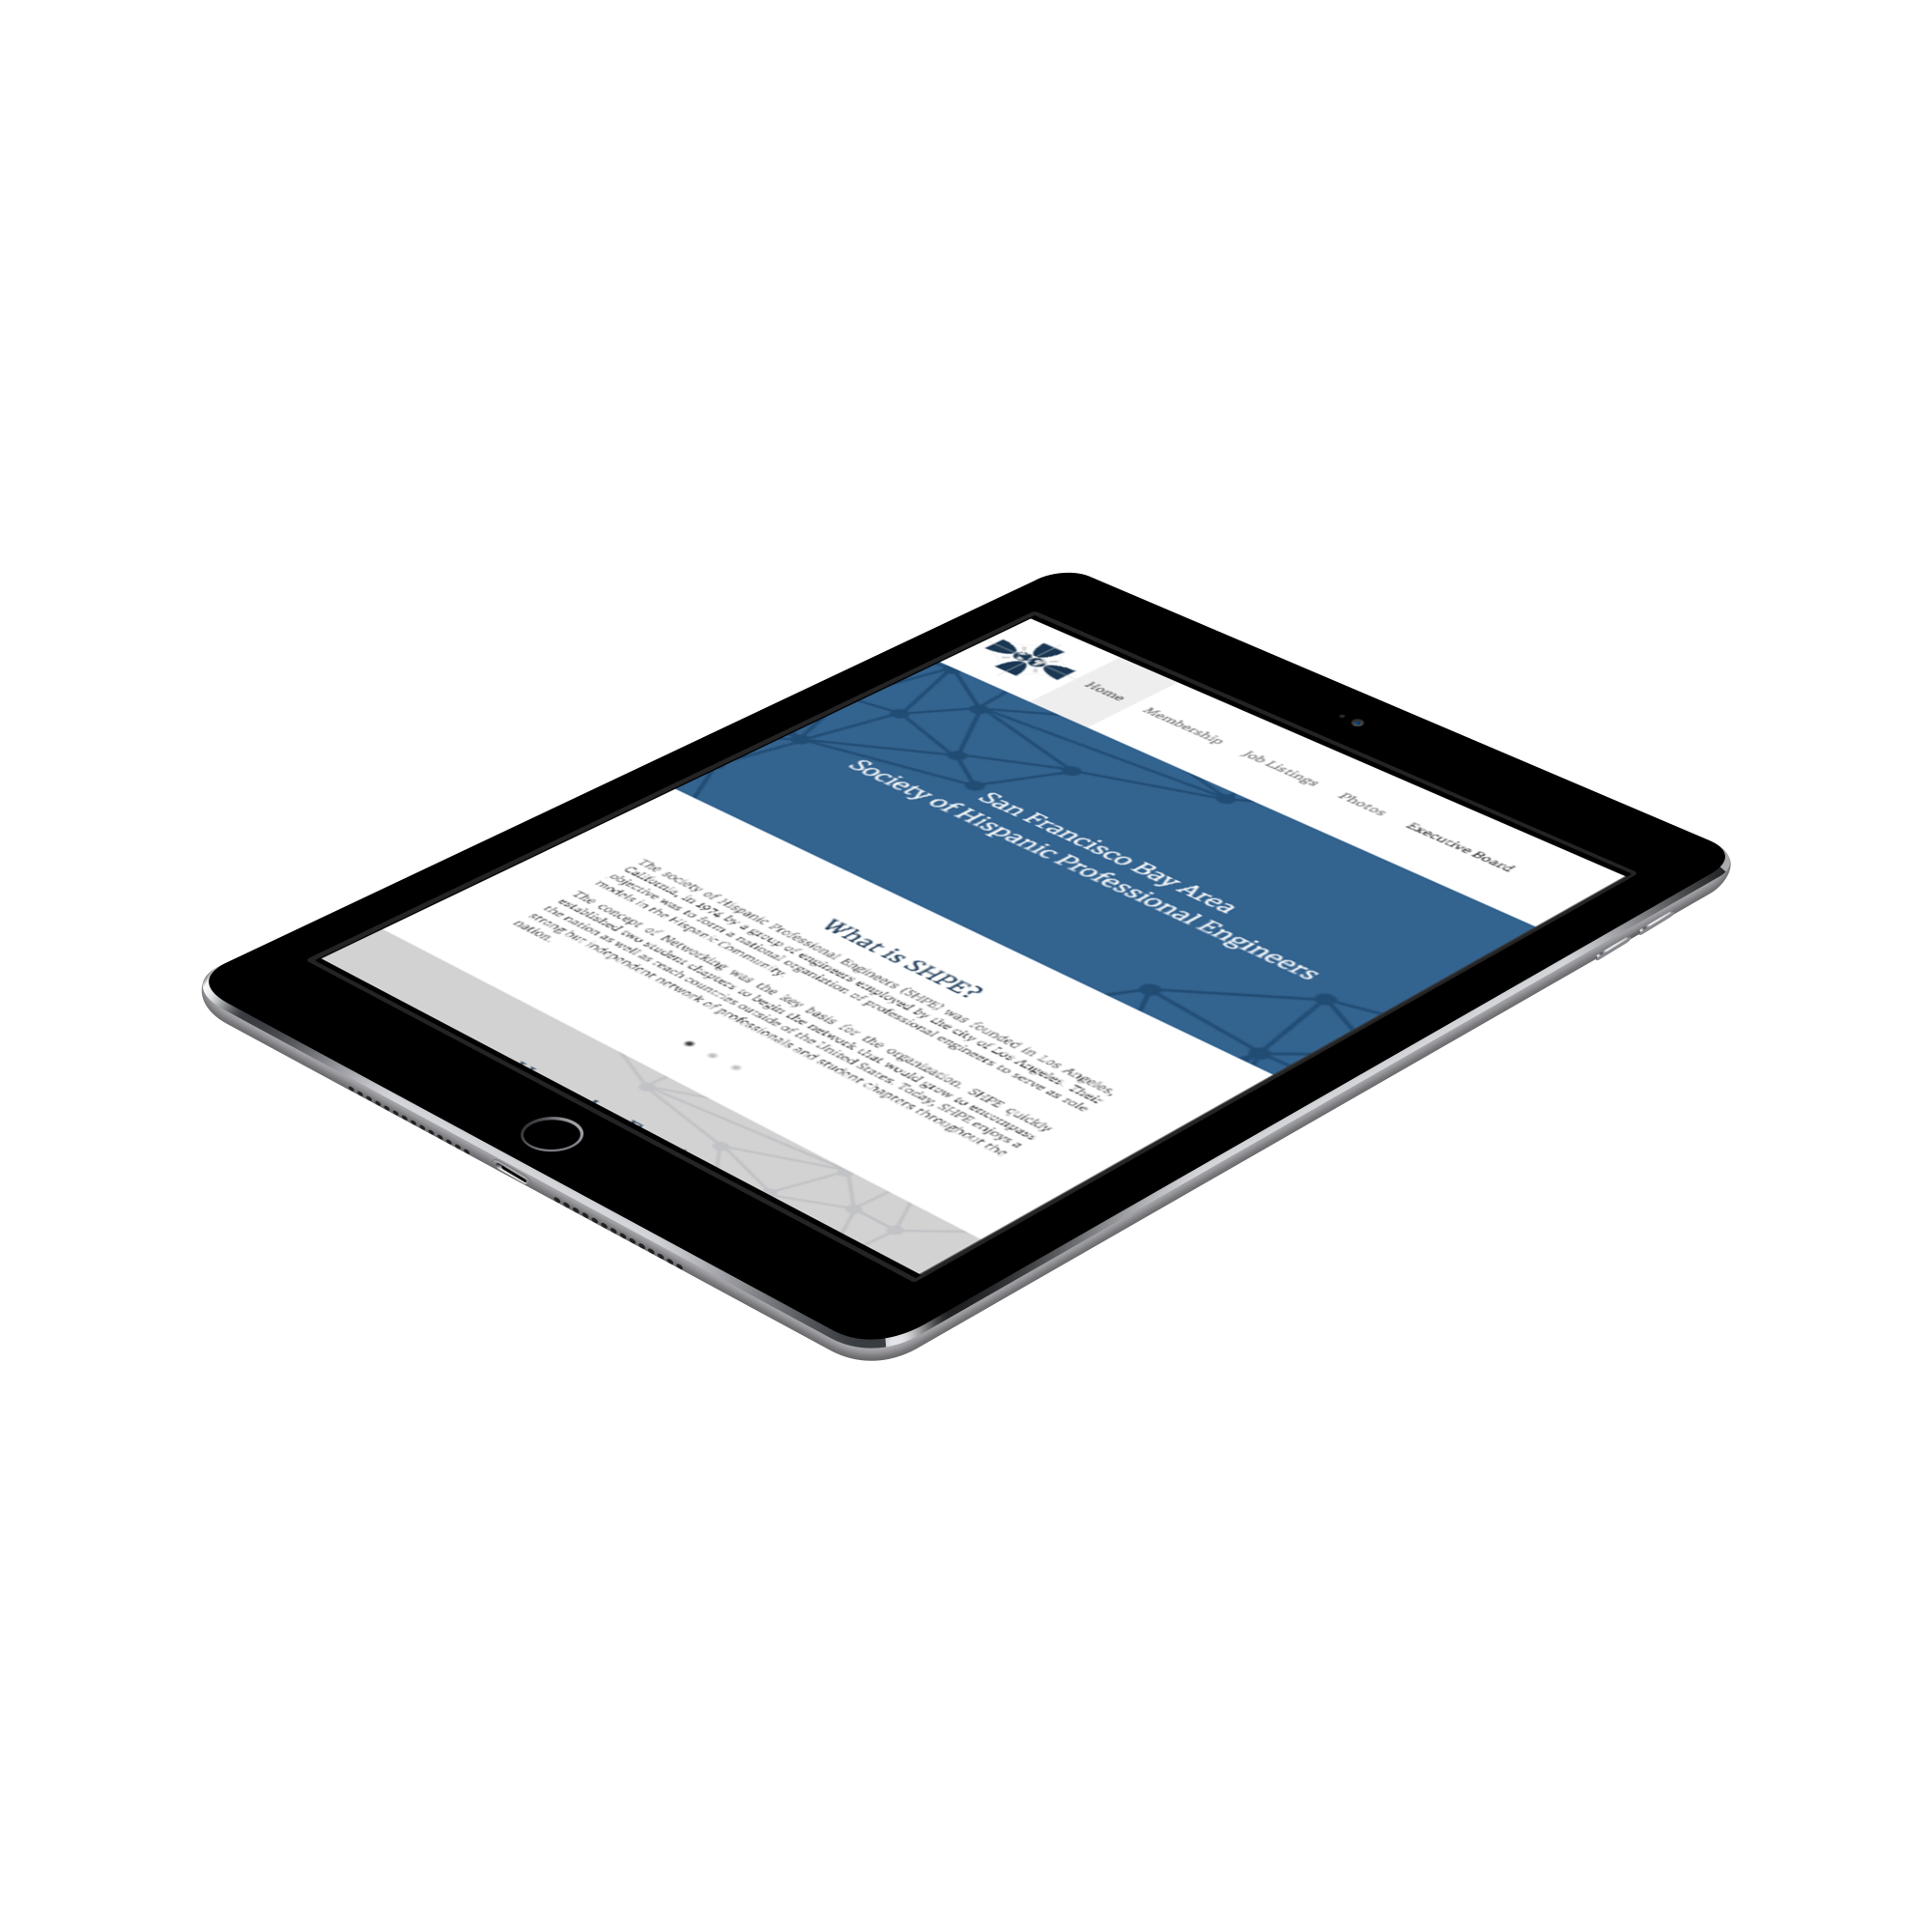 Home
Membership
Job Listings
Photos
Executive Board
San Francisco Bay Area
Society of Hispanic Professional Engineers
What is SHPE?
The society of Hispanic Professional Engineers (SHPE) was founded in Los Angeles,
California, in 1974 by a group of engineers employed by the city of Los Angeles. Their
objective was to form a national organization of professional engineers to serve as role
models in the Hispanic Community.
The concept of Networking was the key basis for the organization. SHPE quickly
established two student chapters to begin the network that would grow to encompass
the nation as well as reach countries outside of the United States. Today, SHPE enjoys a
strong but independent network of professionals and student chapters throughout the
nation.